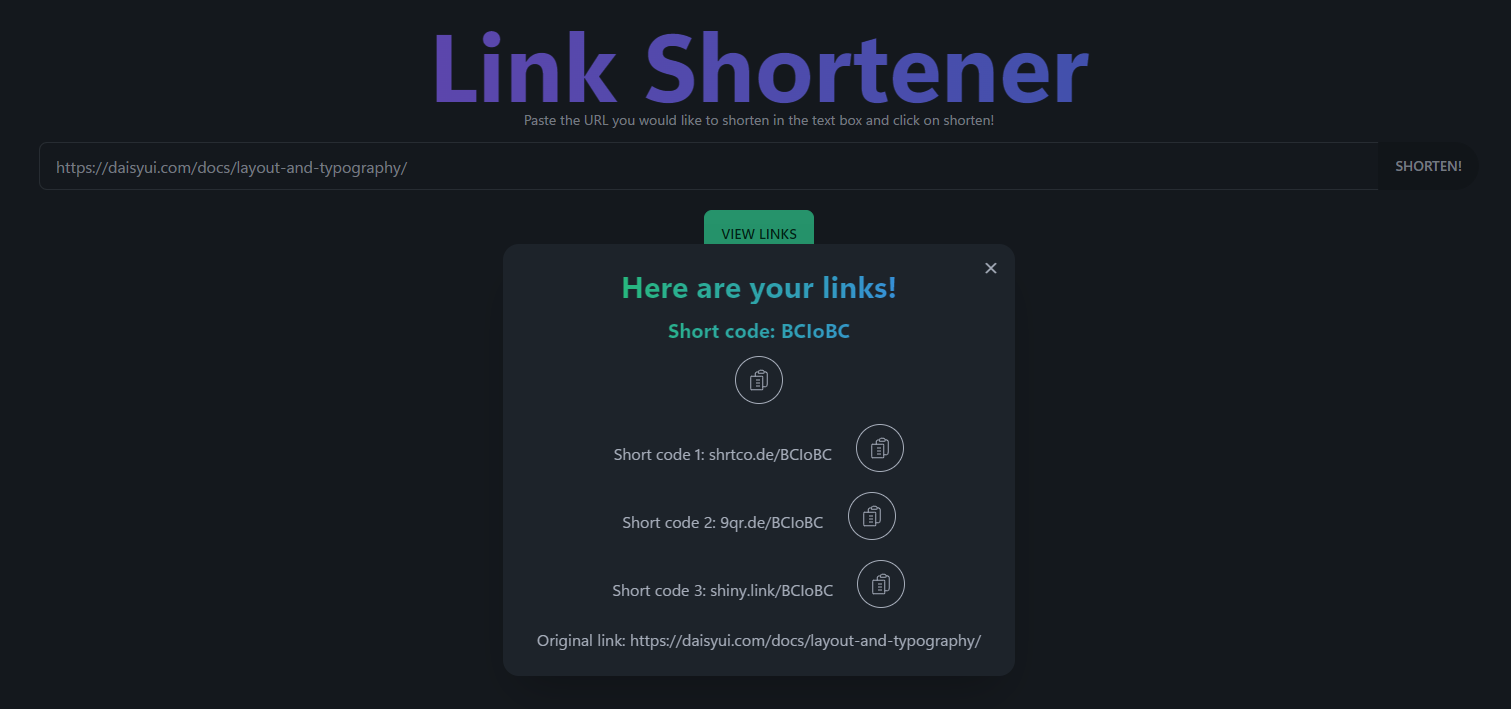 Link Shortener
Paste the URL you would like to shorten in the text box and click on shorten!
https://daisyui.com/docs/layout-and-typography/
SHORTEN!
VIEW LINKS
Here are your links!
Short code: BCIoBC
Short code 1: shrtco.de/BCIoBC
Short code 2: 9qr.de/BCIoBC
Short code 3: shiny.link/BCIoBC
Original link: https://daisyui.com/docs/layout-and-typography/